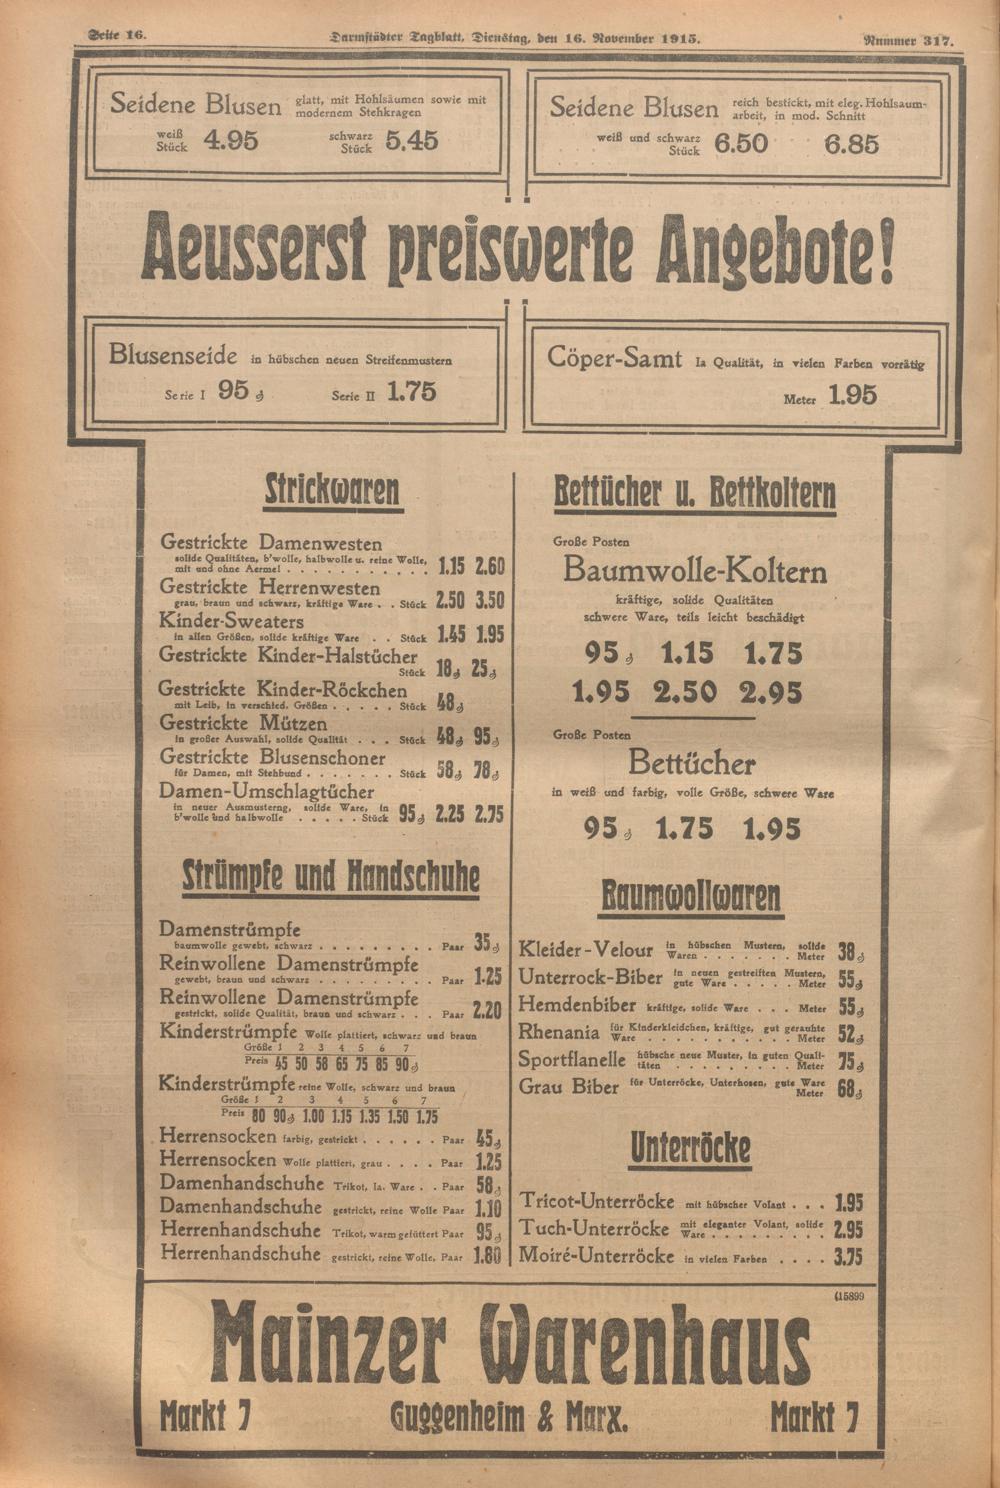 Seite 16.
Darmstädter Tagblatt, Dienstag, den 16. November 1915.
Nummer 317.
Seidene Blusen glatt, mit Hohlsäumen sowie mit
modernem Stehkragen
weiß Stück 4.95 schwarz Stück 5.45
Seidene Blusen reich bestickt, mit eleg. Hohlsaum-
arbeit, in mod. Schnitt
weiß und schwarz Stück 6.50 6.85
Aeusserst preiswerte Angebote!
Blusenseide in hübschen neuen Streifenmustern
Serie I 95 ₰ Serie II 1.75
Cöper-Samt Ia Qualität, in vielen Farben vorrätig
Meter 1.95
Strickwaren
Gestrickte Damenwesten
solide Qualitäten, b'wolle, halbwolle u. reine Wolle,
mit und ohne Aermel . . . . . . . . . . . 1.15 2.60
Gestrickte Herrenwesten
grau, braun und schwarz, kräftige Ware . . Stück 2.50 3.50
Kinder-Sweaters
in allen Größen, solide kräftige Ware . . Stück 1.45 1.95
Gestrickte Kinder-Halstücher
Stück 18 ₰ 25 ₰
Gestrickte Kinder-Röckchen
mit Leib, in verschied. Größen . . . . . Stück 48 ₰
Gestrickte Mützen
in großer Auswahl, solide Qualität . . . Stück 48 ₰ 95 ₰
Gestrickte Blusenschoner
für Damen, mit Stehbund . . . . . . . Stück 58 ₰ 78 ₰
Damen-Umschlagtücher
in neuer Ausmusterng, solide Ware, in
b'wolle und halbwolle . . . . . Stück 95 ₰ 2.25 2.75
Strümpfe und Handschuhe
Damenstrümpfe
baumwolle gewebt, schwarz . . . . . . . . . Paar 35 ₰
Reinwollene Damenstrümpfe
gewebt, braun und schwarz . . . . . . . . . Paar 1.25
Reinwollene Damenstrümpfe
gestrickt, solide Qualität, braun und schwarz . . . Paar 2.20
Kinderstrümpfe Wolle plattiert, schwarz und braun
Größe 1 2 3 4 5 6 7
Preis 45 50 58 65 75 85 90 ₰
Kinderstrümpfe reine Wolle, schwarz und braun
Größe 1 2 3 4 5 6 7
Preis 80 90 ₰ 1.00 1.15 1.35 1.50 1.75
Herrensocken farbig, gestrickt . . . . . . Paar 45 ₰
Herrensocken Wolle plattiert, grau . . . . Paar 1.25
Damenhandschuhe Trikot, Ia. Ware . . Paar 58 ₰
Damenhandschuhe gestrickt, reine Wolle Paar 1.10
Herrenhandschuhe Trikot, warm gefüttert Paar 95 ₰
Herrenhandschuhe gestrickt, reine Wolle, Paar 1.80
Bettücher u. Bettkoltern
Große Posten
Baumwolle-Koltern
kräftige, solide Qualitäten
schwere Ware, teils leicht beschädigt
95 ₰ 1.15 1.75
1.95 2.50 2.95
Große Posten
Bettücher
in weiß und farbig, volle Größe, schwere Ware
95 ₰ 1.75 1.95
Baumwollwaren
Kleider-Velour in hübschen Mustern, solide
Waren . . . . . . . Meter 38 ₰
Unterrock-Biber in neuen gestreiften Mustern,
gute Ware . . . . . Meter 55 ₰
Hemdenbiber kräftige, solide Ware . . . Meter 55 ₰
Rhenania für Kinderkleidchen, kräftige, gut gerauhte
Ware . . . . . . . . . . . . Meter 52 ₰
Sportflanelle hübsche neue Muster, in guten Quali-
täten . . . . . . . . . . Meter 75 ₰
Grau Biber für Unterröcke, Unterhosen, gute Ware
Meter 68 ₰
Unterröcke
Tricot-Unterröcke mit hübscher Volant . . . 1.95
Tuch-Unterröcke mit eleganter Volant, solide
Ware . . . . . . . . . . 2.95
Moiré-Unterröcke in vielen Farben . . . . 3.75
(15899
Mainzer Warenhaus
Markt 7 Guggenheim & Marx. Markt 7